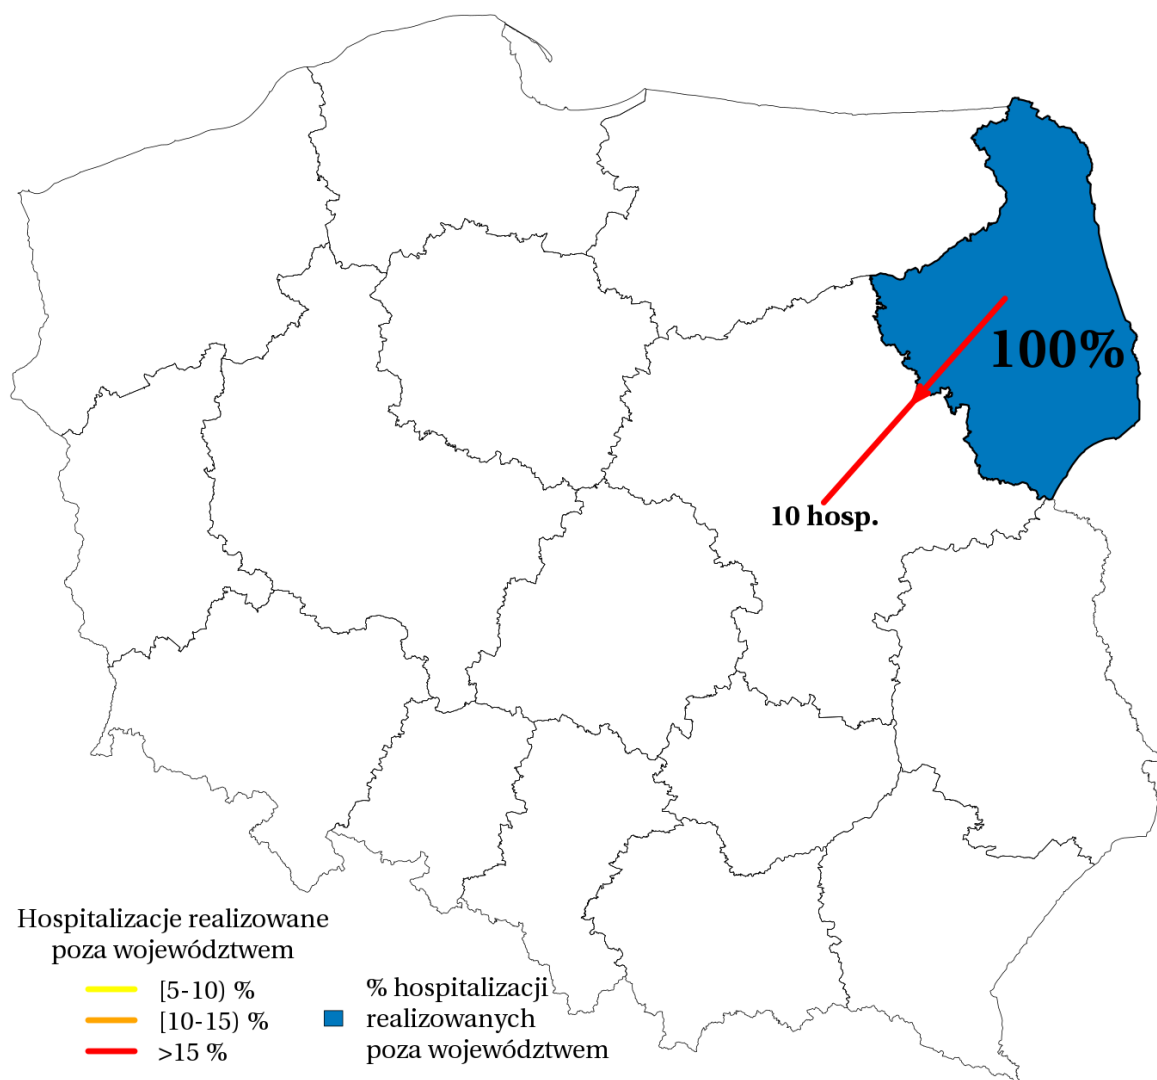 100%
10 hosp.
Hospitalizacje realizowane
poza województwem
[5-10) %
[10-15) %
>15 %
% hospitalizacji
realizowanych
poza województwem